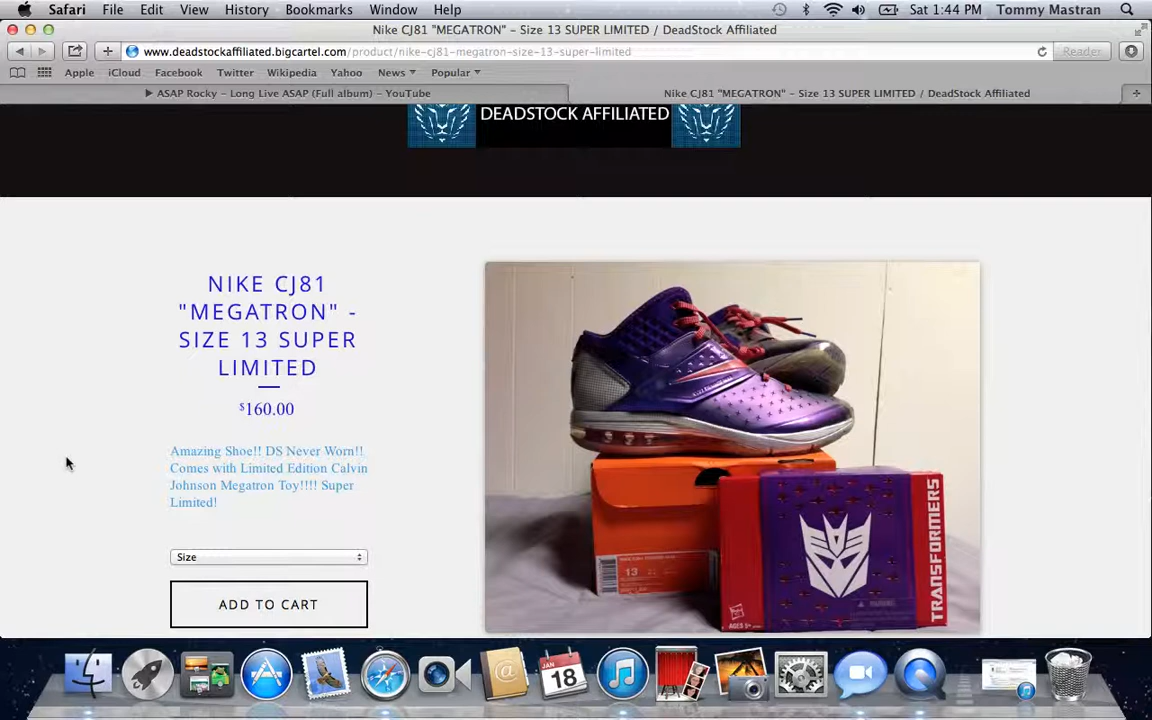 Safari File Edit View History Bookmarks Window Help Sat 1:44 PM Tommy Mastran
Nike CJ81 "MEGATRON" - Size 13 SUPER LIMITED / DeadStock Affiliated
www.deadstockaffiliated.bigcartel.com/product/nike-cj81-megatron-size-13-super-limited Reader
Apple iCloud Facebook Twitter Wikipedia Yahoo News Popular
ASAP Rocky - Long Live ASAP (Full album) - YouTube Nike CJ81 "MEGATRON" - Size 13 SUPER LIMITED / DeadStock Affiliated
DEADSTOCK AFFILIATED
NIKE CJ81
"MEGATRON" -
SIZE 13 SUPER
LIMITED
$160.00
Amazing Shoe!! DS Never Worn!!
Comes with Limited Edition Calvin
Johnson Megatron Toy!!!! Super
Limited!
Size
ADD TO CART
13
TRANSFORMERS
Hasbro
AGES 5+
JAN
18